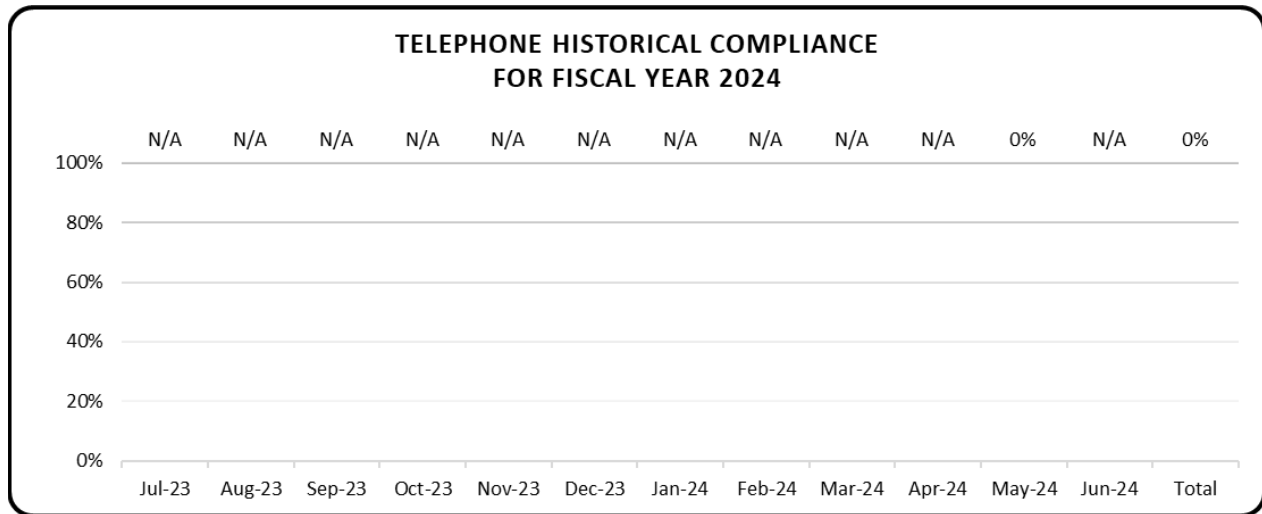 TELEPHONE HISTORICAL COMPLIANCE
FOR FISCAL YEAR 2024
N/A N/A N/A N/A N/A N/A N/A N/A N/A N/A 0% N/A 0%
100%
80%
60%
40%
20%
0%
Jul-23 Aug-23 Sep-23 Oct-23 Nov-23 Dec-23 Jan-24 Feb-24 Mar-24 Apr-24 May-24 Jun-24 Total